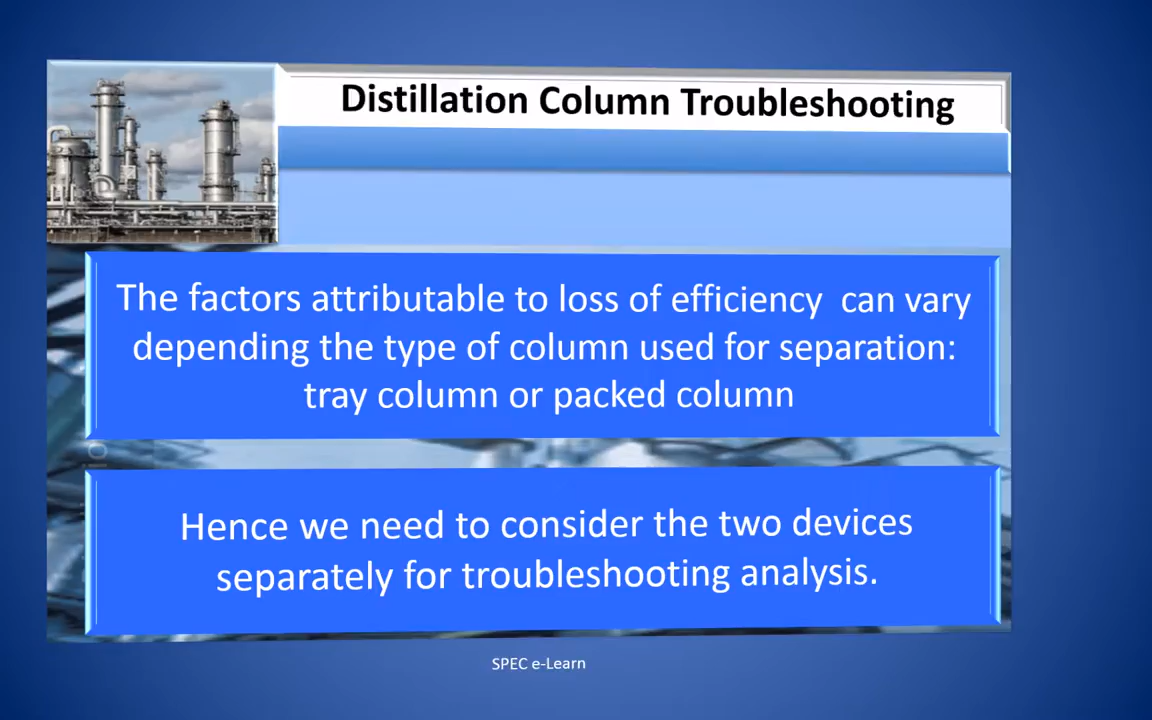 Distillation Column Troubleshooting
The factors attributable to loss of efficiency can vary
depending the type of column used for separation:
tray column or packed column
Hence we need to consider the two devices
separately for troubleshooting analysis.
SPEC e-Learn